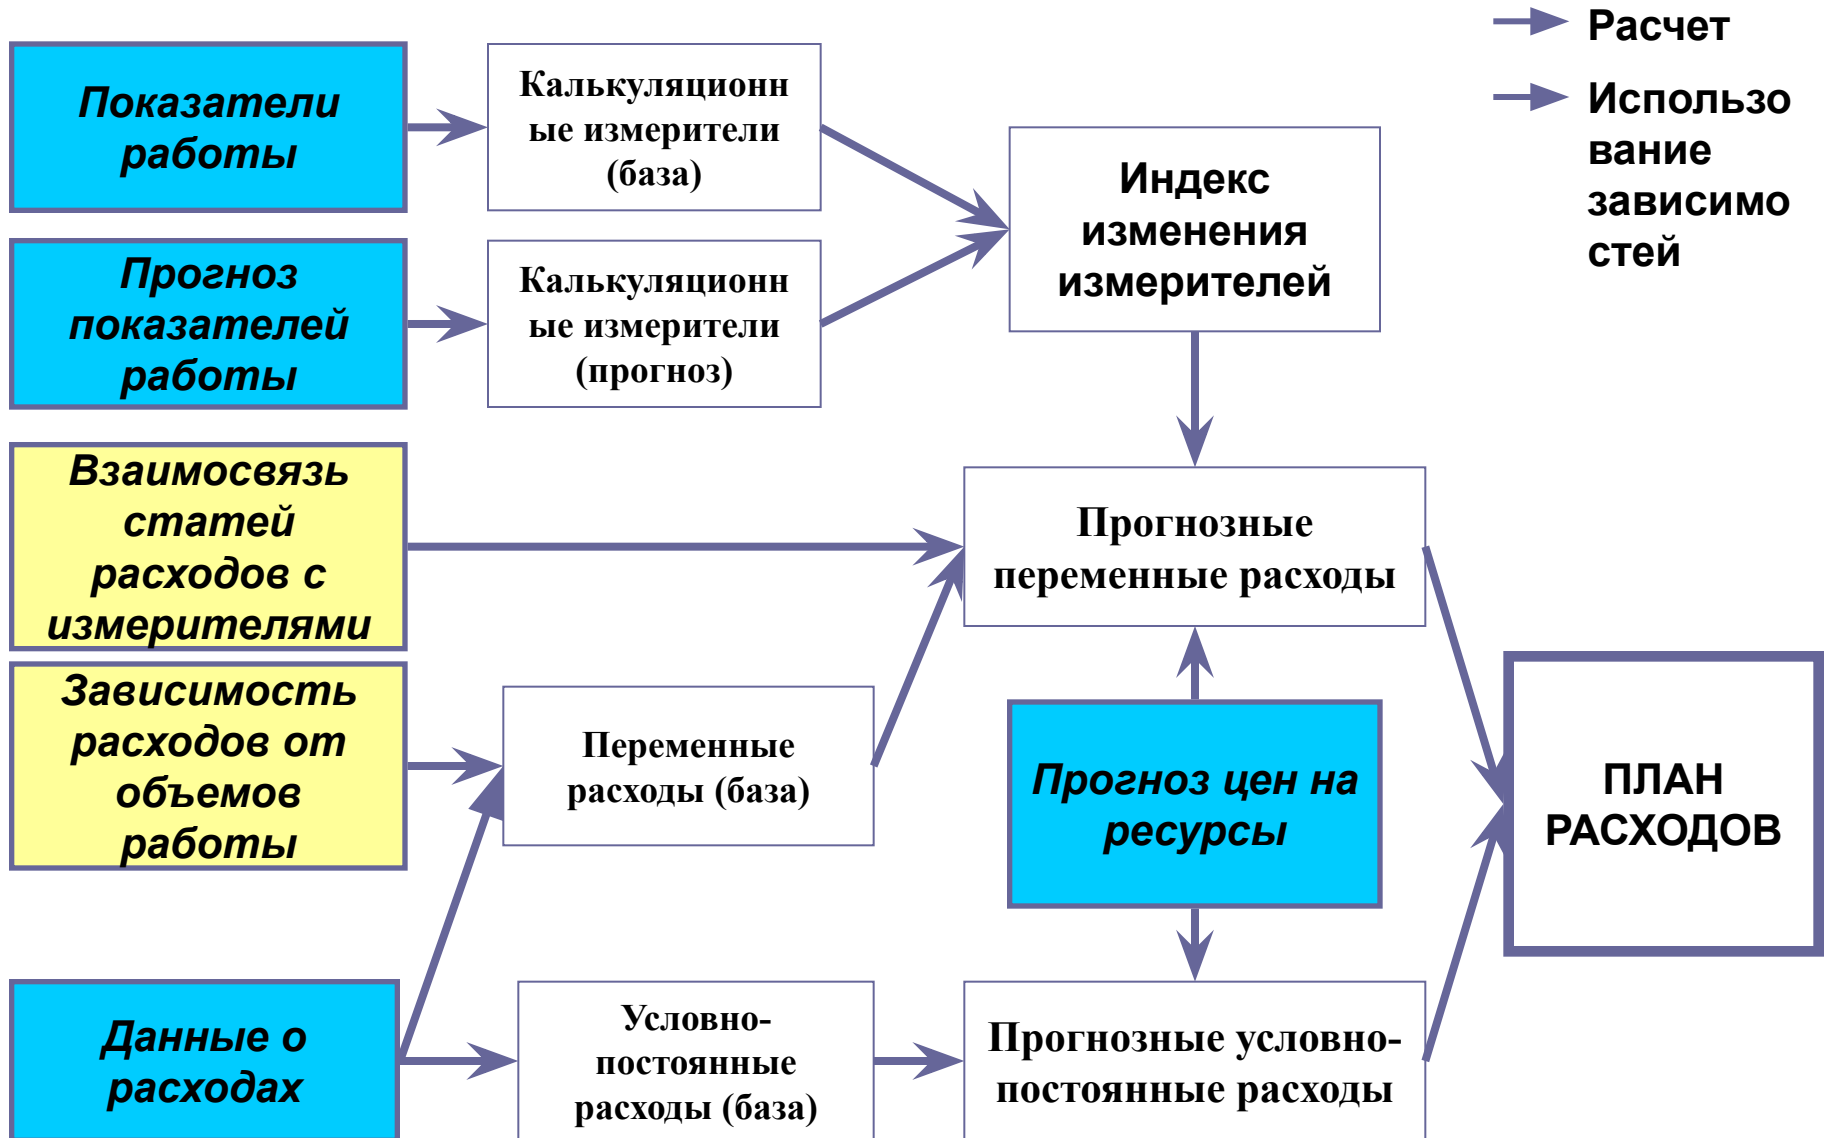 Расчет
Использо
вание
зависимо
стей
Показатели
работы
Калькуляционн
ые измерители
(база)
Индекс
изменения
измерителей
Прогноз
показателей
работы
Калькуляционн
ые измерители
(прогноз)
Взаимосвязь
статей
расходов с
измерителями
Прогнозные
переменные расходы
Зависимость
расходов от
объемов
работы
Переменные
расходы (база)
Прогноз цен на
ресурсы
ПЛАН
РАСХОДОВ
Данные о
расходах
Условно-
постоянные
расходы (база)
Прогнозные условно-
постоянные расходы